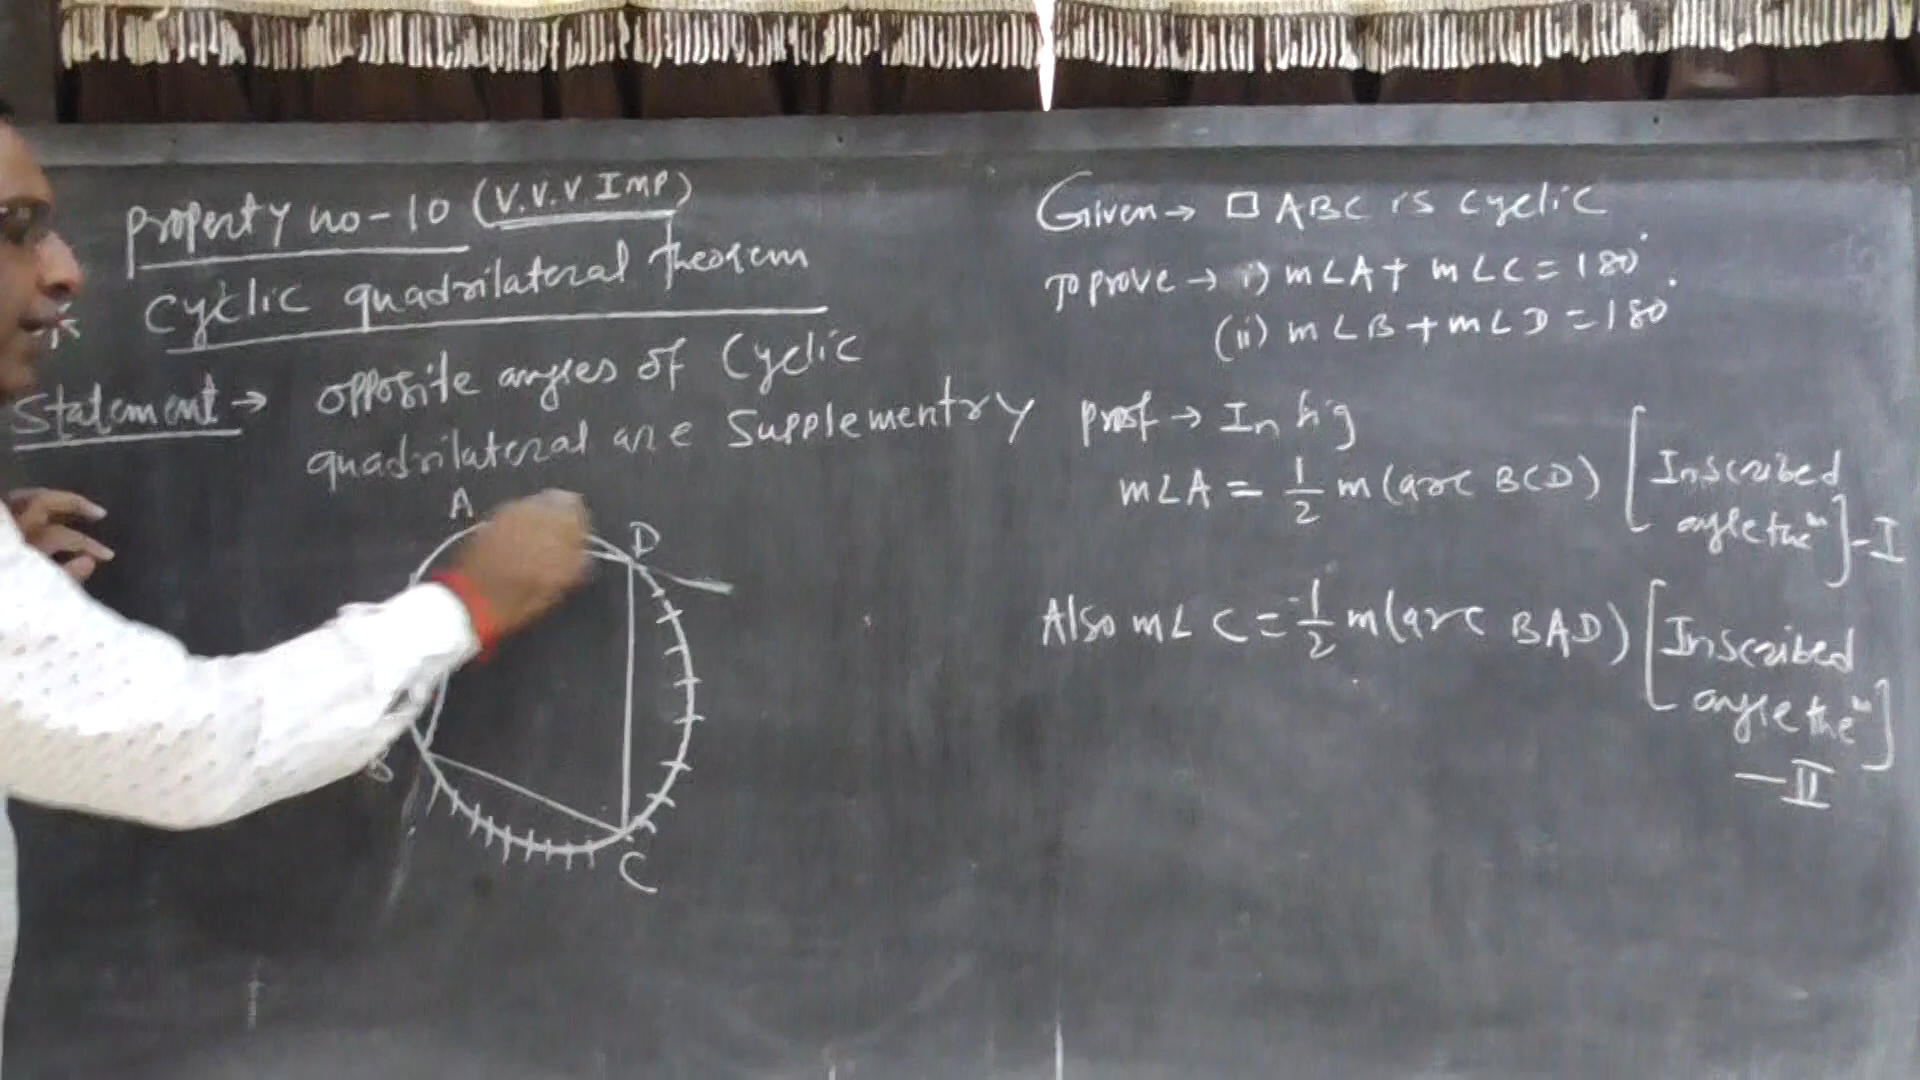 Property no - 10 (V.V.V Imp)
Cyclic quadrilateral theorem
Statement → opposite angles of Cyclic
quadrilateral are Supplementry
A
D
B
C
Given → □ ABC is cyclic
To prove → i) m∠A + m∠C = 180°
(ii) m∠B + m∠D = 180°
proof → In fig
m∠A = 1/2 m(arc BCD) [Inscribed
angle the^m] - I
Also m∠C = 1/2 m(arc BAD) [Inscribed
angle the^m]
- II